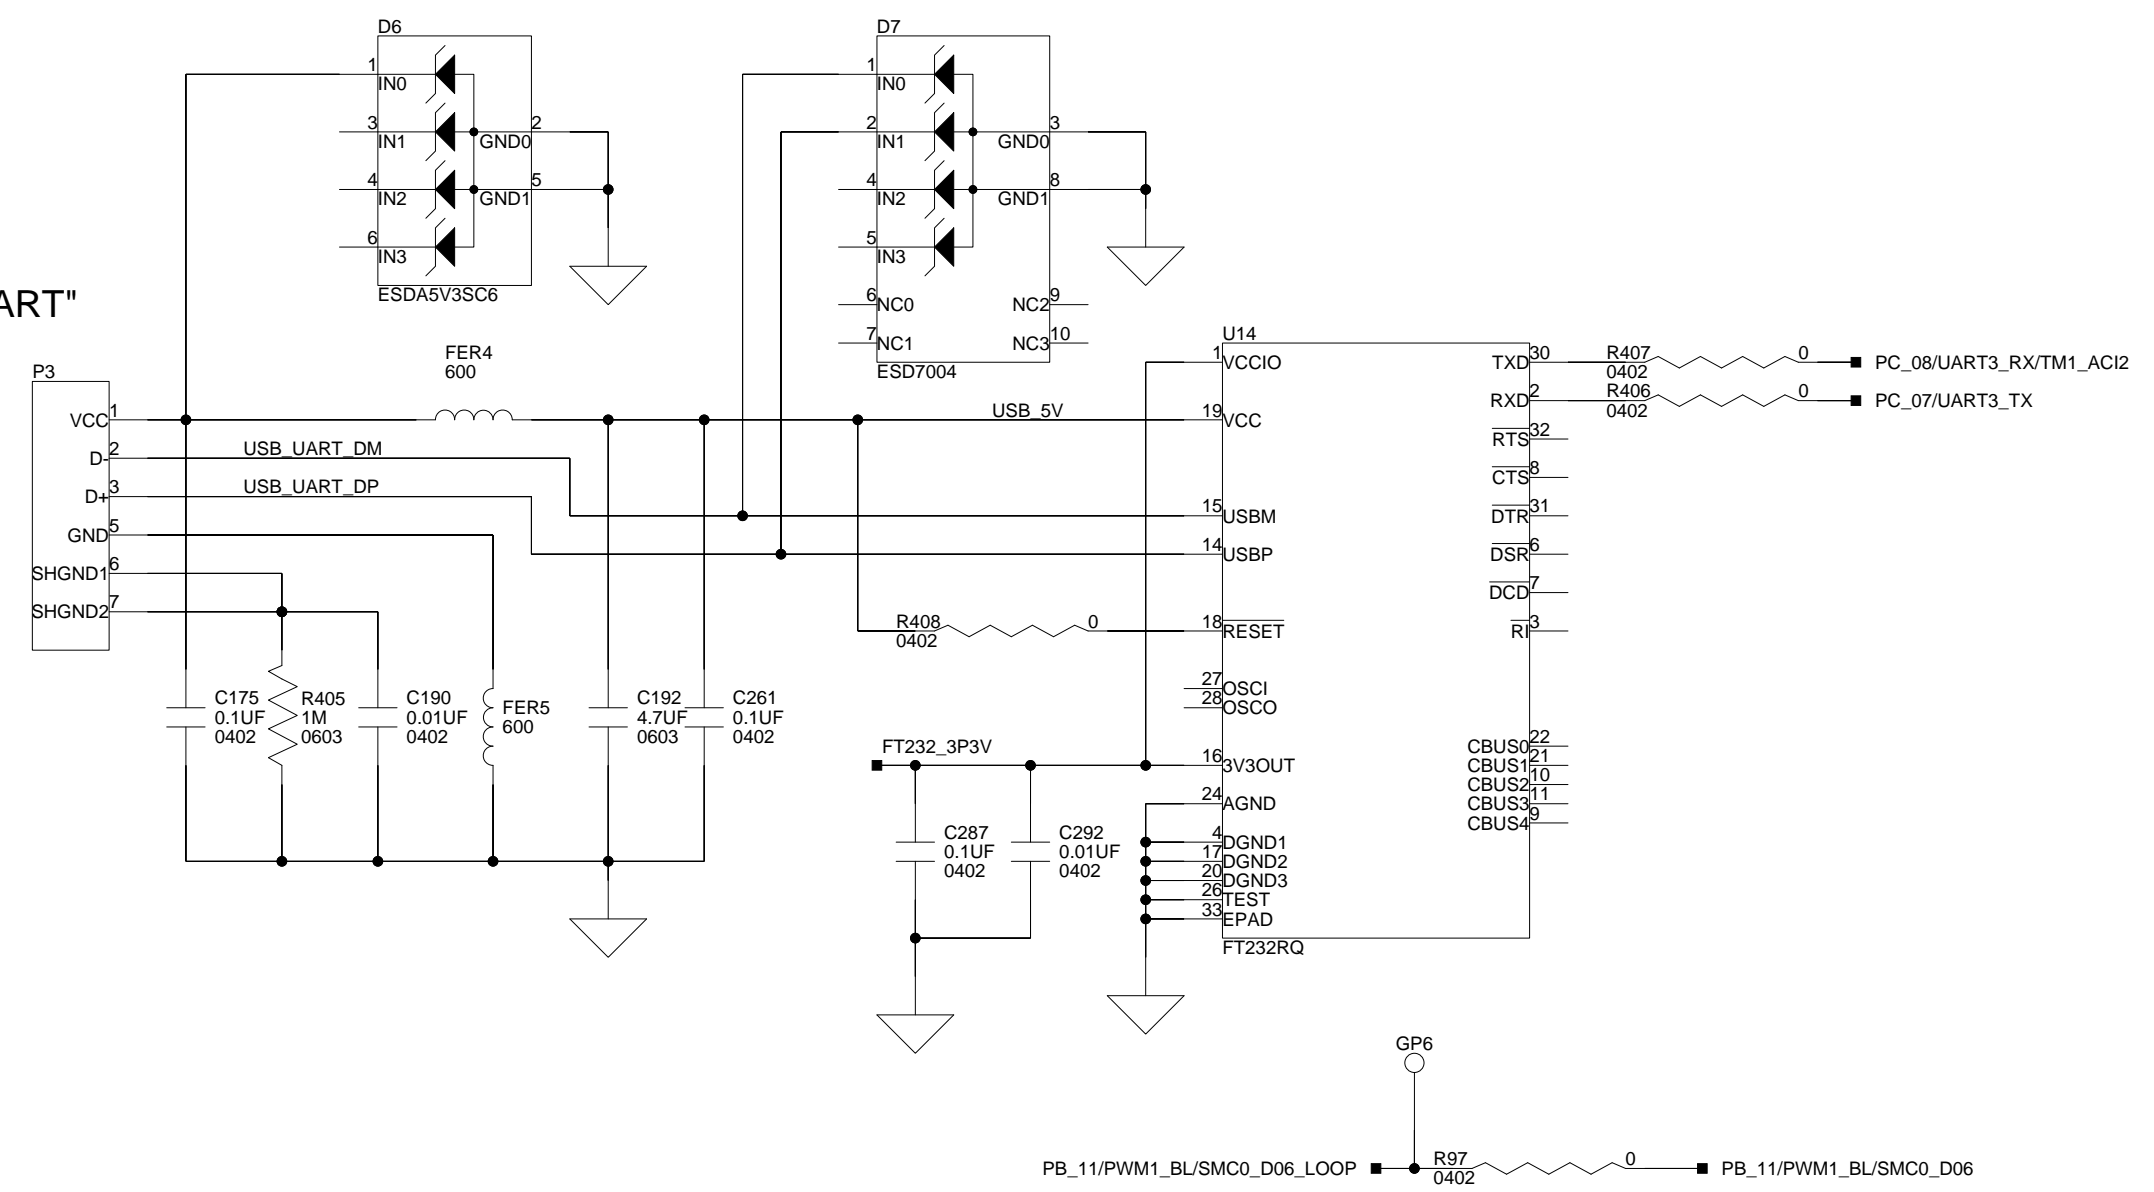 D6
1
IN0
3
IN1
4
IN2
6
IN3
2
GND0
5
GND1
ESDA5V3SC6
D7
1
IN0
2
IN1
4
IN2
5
IN3
6
NC0
7
NC1
3
GND0
8
GND1
9
NC2
10
NC3
ESD7004
ART"
FER4
600
P3
VCC 1
D- 2
D+ 3
GND 5
SHGND1 6
SHGND2 7
USB_UART_DM
USB_UART_DP
USB_5V
C175
0.1UF
0402
R405
1M
0603
C190
0.01UF
0402
FER5
600
C192
4.7UF
0603
C261
0.1UF
0402
R408 0
0402
FT232_3P3V
C287
0.1UF
0402
C292
0.01UF
0402
U14
1 VCCIO
19 VCC
15 USBM
14 USBP
18 RESET
27 OSCI
28 OSCO
16 3V3OUT
24 AGND
4 DGND1
17 DGND2
20 DGND3
26 TEST
33 EPAD
TXD 30
RXD 2
RTS 32
CTS 8
DTR 31
DSR 6
DCD 7
RI 3
CBUS0 22
CBUS1 21
CBUS2 10
CBUS3 11
CBUS4 9
FT232RQ
R407 0 PC_08/UART3_RX/TM1_ACI2
0402
R406 0 PC_07/UART3_TX
0402
GP6
PB_11/PWM1_BL/SMC0_D06_LOOP R97 0 PB_11/PWM1_BL/SMC0_D06
0402